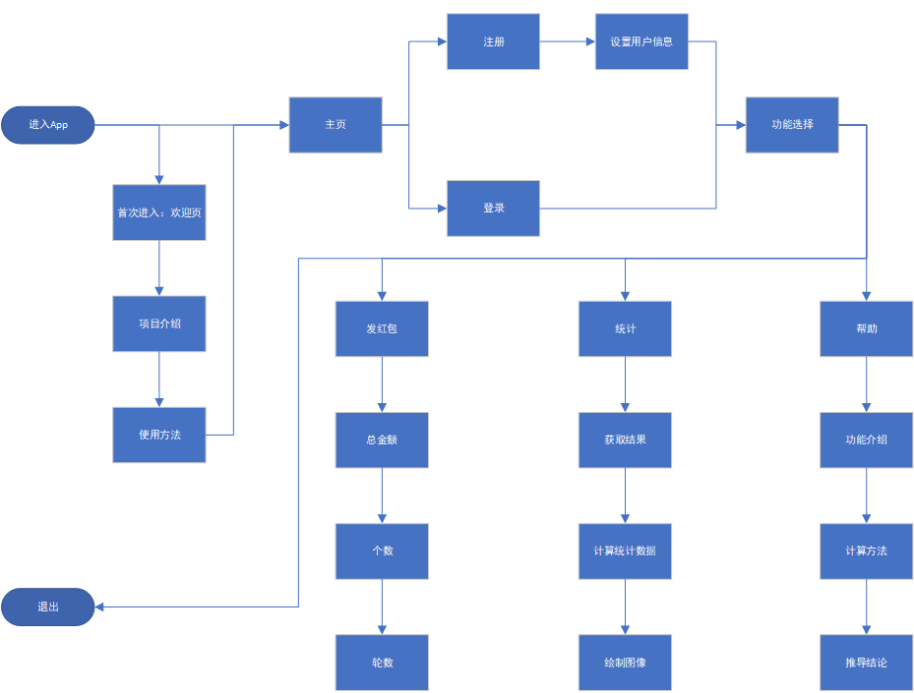 注册
设置用户信息
进入App
主页
功能选择
首次进入：欢迎页
登录
项目介绍
发红包
统计
帮助
使用方法
总金额
获取结果
功能介绍
个数
计算统计数据
计算方法
退出
轮数
绘制图像
推导结论